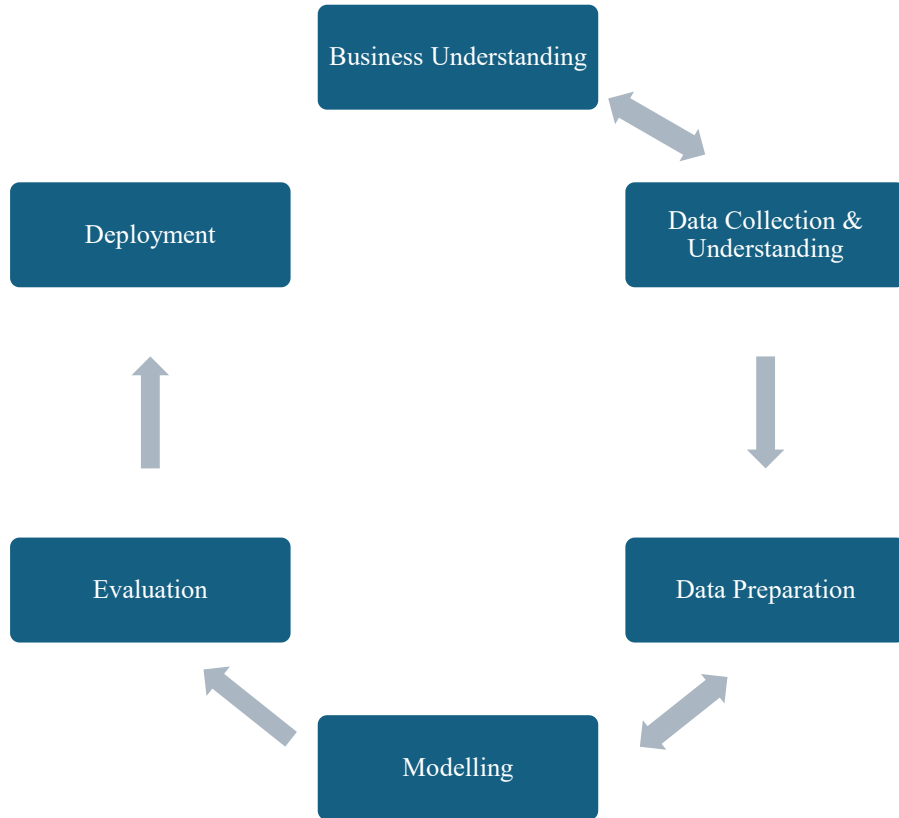 Business Understanding
Data Collection &
Understanding
Data Preparation
Modelling
Evaluation
Deployment